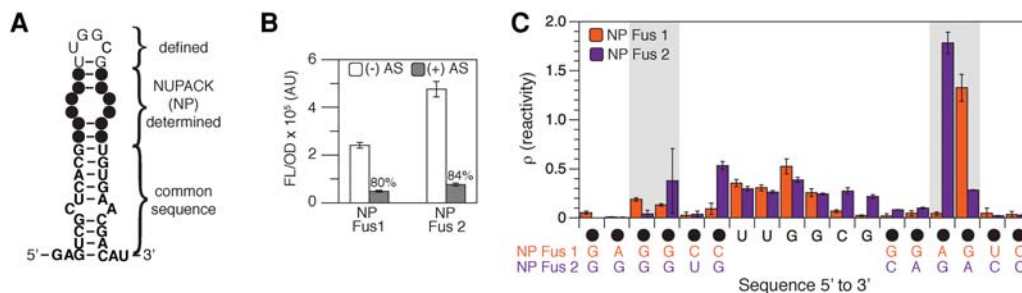 A
G G
U C
U G
defined
NUPACK
(NP)
determined
G U
C G
A U
C G
U A
C A
G C
C G
U A
common
sequence
5'-GAG CAU-3'
B
FL/OD x 10⁵ (AU)
6
4
2
0
(-) AS (+) AS
80%
84%
NP Fus1
NP Fus 2
C
ρ (reactivity)
2.0
1.5
1.0
0.5
0
NP Fus 1
NP Fus 2
U U G G C G
NP Fus 1 G A G G C C G G A G U C
NP Fus 2 G G G G U G C A G A C C
Sequence 5' to 3'